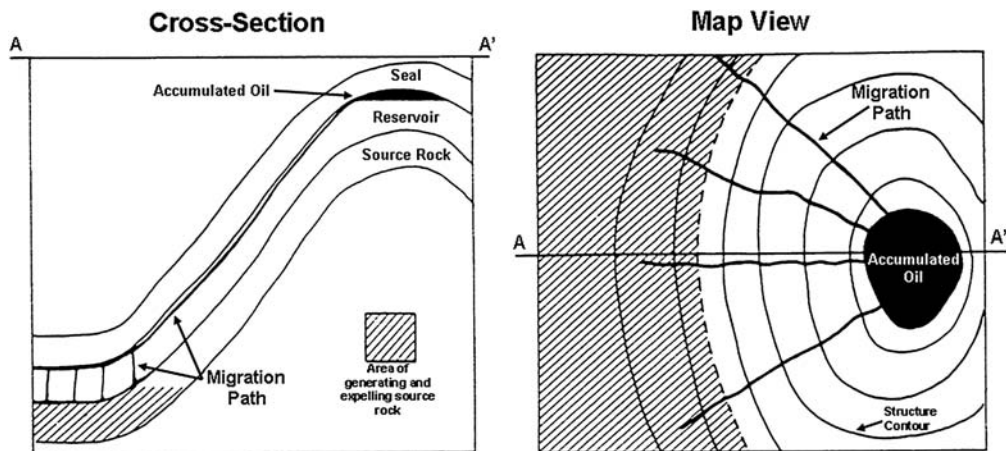 Cross-Section
A
A'
Seal
Accumulated Oil
Reservoir
Source Rock
Migration
Path
Area of
generating and
expelling source
rock
Map View
Migration
Path
A
A'
Accumulated
Oil
Structure
Contour